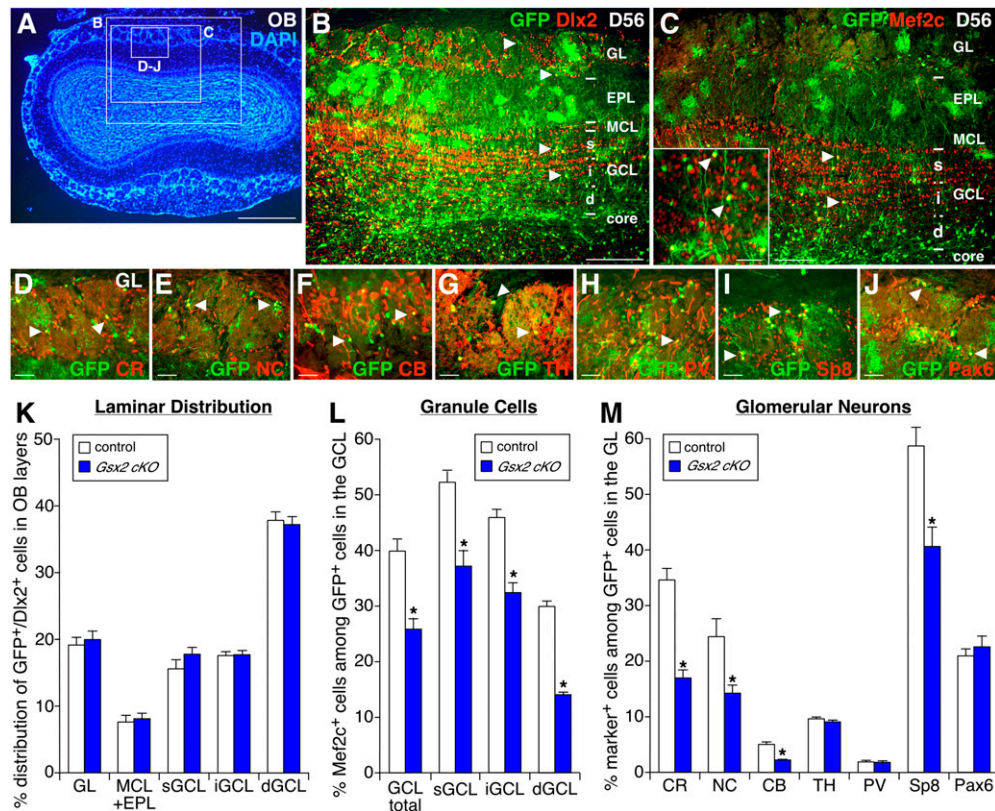 A
B
OB
DAPI
C
D-J
B
GFP Dlx2 D56
GL
EPL
MCL
s
i
GCL
d
core
C
GFP Mef2c D56
GL
EPL
MCL
s
i
GCL
d
core
D
GL
GFP CR
E
GFP NC
F
GFP CB
G
GFP TH
H
GFP PV
I
GFP Sp8
J
GFP Pax6
K
Laminar Distribution
control
Gsx2 cKO
% distribution of GFP+/Dlx2+ cells in OB layers
50
40
30
20
10
0
GL
MCL
+EPL
sGCL
iGCL
dGCL
L
Granule Cells
control
Gsx2 cKO
% Mef2c+ cells among GFP+ cells in the GCL
60
50
40
30
20
10
0
* * * *
GCL
total
sGCL
iGCL
dGCL
M
Glomerular Neurons
control
Gsx2 cKO
% marker+ cells among GFP+ cells in the GL
60
50
40
30
20
10
0
* * * *
CR
NC
CB
TH
PV
Sp8
Pax6